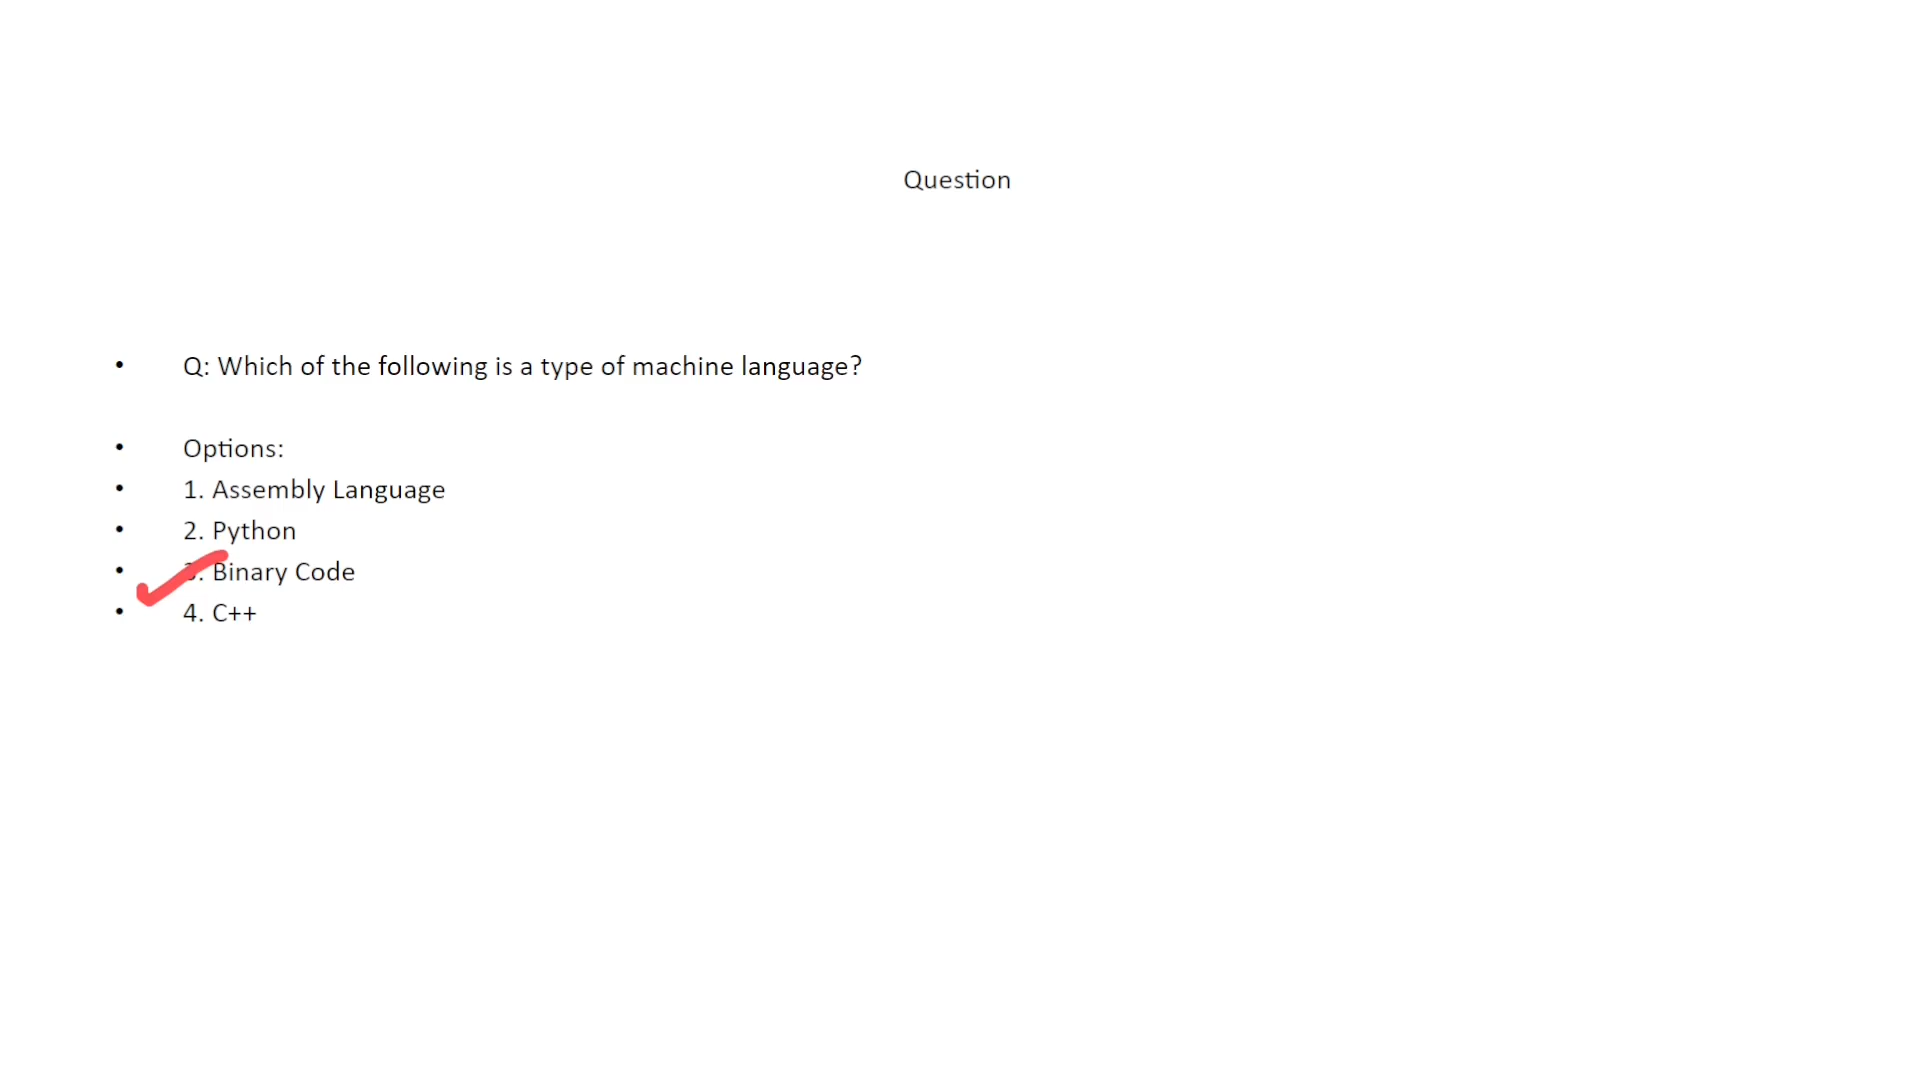 Question
• Q: Which of the following is a type of machine language?
• Options:
• 1. Assembly Language
• 2. Python
• 3. Binary Code
• 4. C++